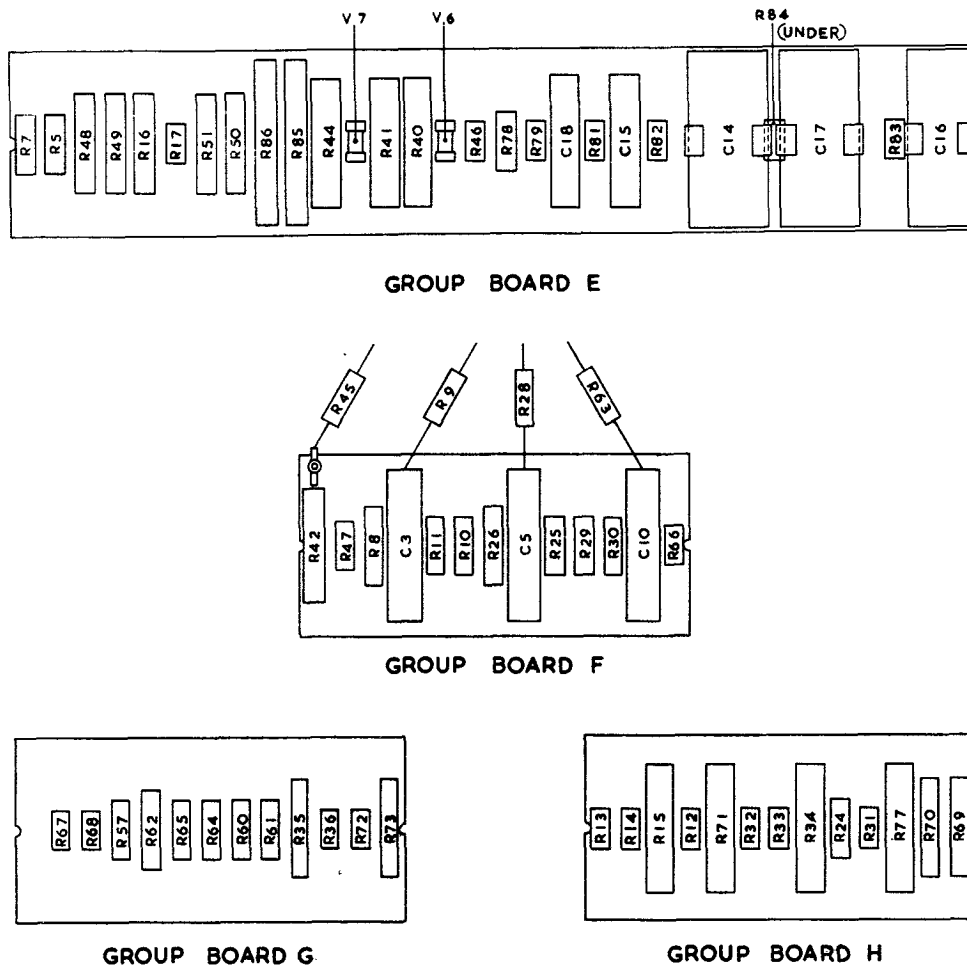 V.7 V.6 R84
(UNDER)
R7 R5 R48 R49 R16 R17 R51 R50 R86 R85 R44 R41 R40 R46 R78 R79 C18 R81 C15 R82 C14 C17 R83 C16
GROUP BOARD E
R45 R9 R28 R63
R42 R47 R8 C3 R11 R10 R26 C5 R25 R29 R30 C10 R66
GROUP BOARD F
R67 R68 R57 R62 R65 R64 R60 R61 R35 R36 R72 R73
R13 R14 R15 R12 R71 R32 R33 R34 R24 R31 R77 R70 R69
GROUP BOARD G
GROUP BOARD H